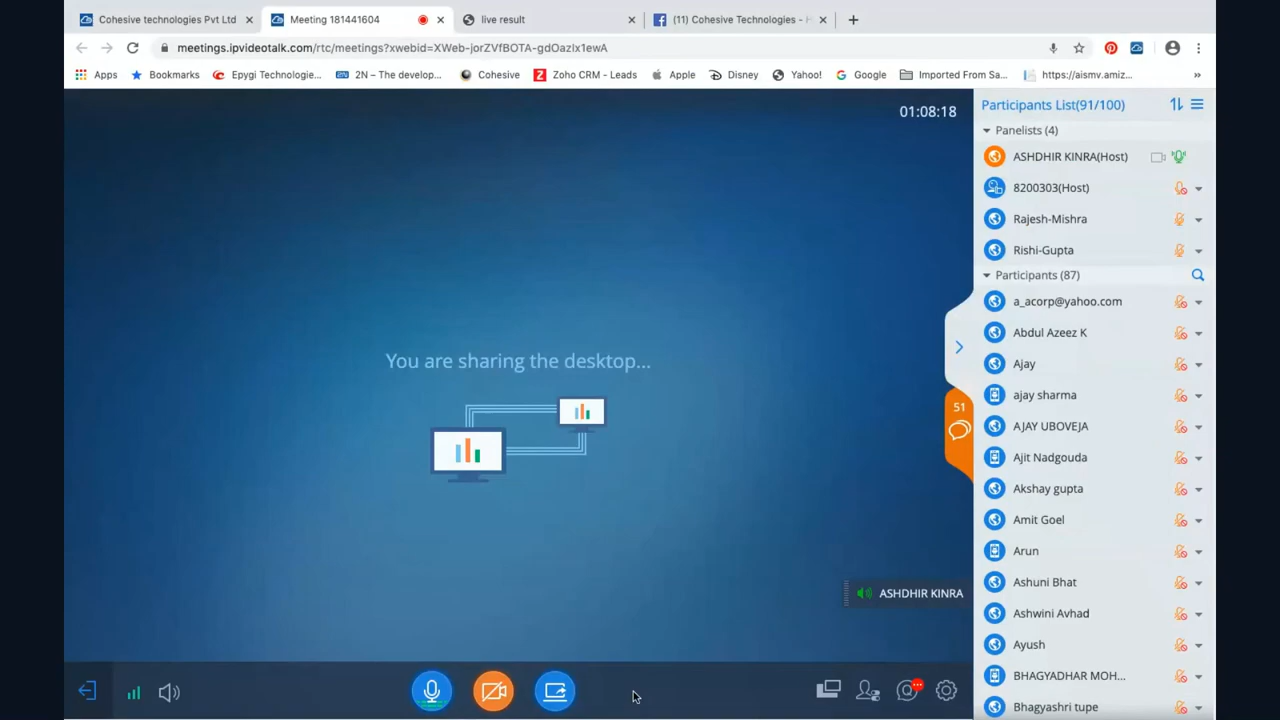 Cohesive technologies Pvt Ltd
Meeting 181441604
live result
(11) Cohesive Technologies - H
meetings.ipvideotalk.com/rtc/meetings?xwebid=XWeb-jorZVfBOTA-gdOazIx1ewA
Apps
Bookmarks
Epygi Technologie...
2N – The develop...
Cohesive
Zoho CRM - Leads
Apple
Disney
Yahoo!
Google
Imported From Sa...
https://aismv.amiz...
»
01:08:18
You are sharing the desktop...
ASHDHIR KINRA
51
Participants List(91/100)
Panelists (4)
ASHDHIR KINRA(Host)
8200303(Host)
Rajesh-Mishra
Rishi-Gupta
Participants (87)
a_acorp@yahoo.com
Abdul Azeez K
Ajay
ajay sharma
AJAY UBOVEJA
Ajit Nadgouda
Akshay gupta
Amit Goel
Arun
Ashuni Bhat
Ashwini Avhad
Ayush
BHAGYADHAR MOH...
Bhagyashri tupe